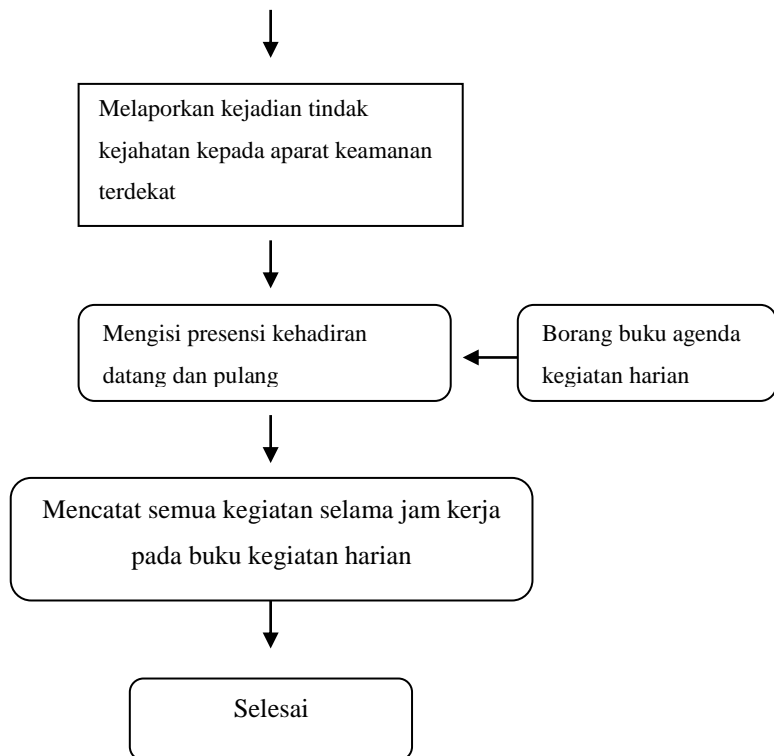 Melaporkan kejadian tindak
kejahatan kepada aparat keamanan
terdekat
Mengisi presensi kehadiran
datang dan pulang
Borang buku agenda
kegiatan harian
Mencatat semua kegiatan selama jam kerja
pada buku kegiatan harian
Selesai